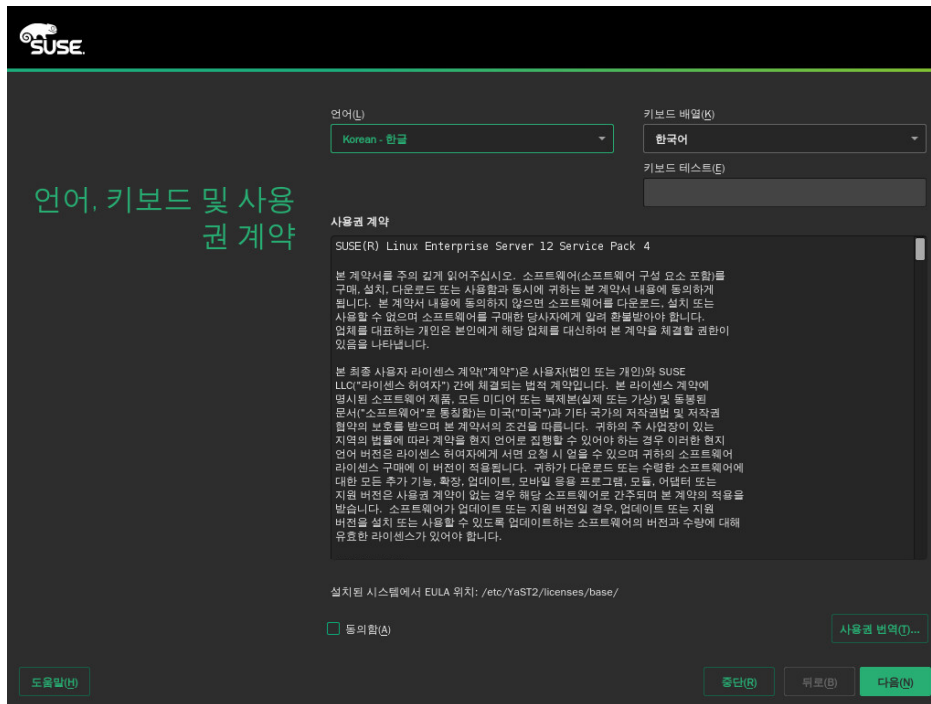 SUSE.
언어(L)
키보드 배열(K)
Korean - 한글
한국어
키보드 테스트(E)
언어, 키보드 및 사용
권 계약
사용권 계약
SUSE(R) Linux Enterprise Server 12 Service Pack 4
본 계약서를 주의 깊게 읽어주십시오. 소프트웨어(소프트웨어 구성 요소 포함)를
구매, 설치, 다운로드 또는 사용함과 동시에 귀하는 본 계약서 내용에 동의하게
됩니다. 본 계약서 내용에 동의하지 않으면 소프트웨어를 다운로드, 설치 또는
사용할 수 없으며 소프트웨어를 구매한 당사자에게 알려 환불받아야 합니다.
업체를 대표하는 개인은 본인에게 해당 업체를 대신하여 본 계약을 체결할 권한이
있음을 나타냅니다.
본 최종 사용자 라이센스 계약("계약")은 사용자(법인 또는 개인)와 SUSE
LLC("라이센스 허여자") 간에 체결되는 법적 계약입니다. 본 라이센스 계약에
명시된 소프트웨어 제품, 모든 미디어 또는 복제본(실제 또는 가상) 및 동봉된
문서("소프트웨어"로 통칭함)는 미국("미국")과 기타 국가의 저작권법 및 저작권
협약의 보호를 받으며 본 계약서의 조건을 따릅니다. 귀하의 주 사업장이 있는
지역의 법률에 따라 계약을 현지 언어로 집행할 수 있어야 하는 경우 이러한 현지
언어 버전은 라이센스 허여자에게 서면 요청 시 얻을 수 있으며 귀하의 소프트웨어
라이센스 구매에 이 버전이 적용됩니다. 귀하가 다운로드 또는 수령한 소프트웨어에
대한 모든 추가 기능, 확장, 업데이트, 모바일 응용 프로그램, 모듈, 어댑터 또는
지원 버전은 사용권 계약이 없는 경우 해당 소프트웨어로 간주되며 본 계약의 적용을
받습니다. 소프트웨어가 업데이트 또는 지원 버전일 경우, 업데이트 또는 지원
버전을 설치 또는 사용할 수 있도록 업데이트하는 소프트웨어의 버전과 수량에 대해
유효한 라이센스가 있어야 합니다.
설치된 시스템에서 EULA 위치: /etc/YaST2/licenses/base/
동의함(A)
사용권 번역(T)...
도움말(H)
중단(R)
뒤로(B)
다음(N)